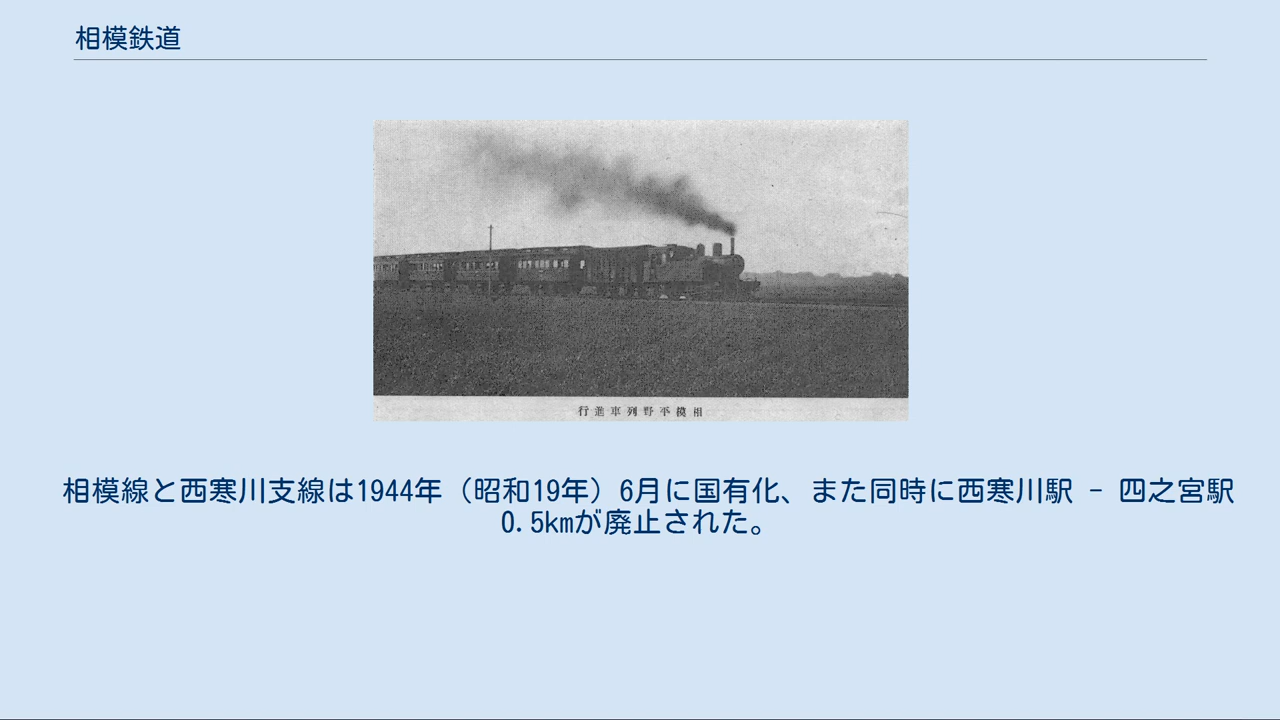 相模鉄道
行進車列野平模相
相模線と西寒川支線は1944年（昭和19年）6月に国有化、また同時に西寒川駅 - 四之宮駅
0.5kmが廃止された。